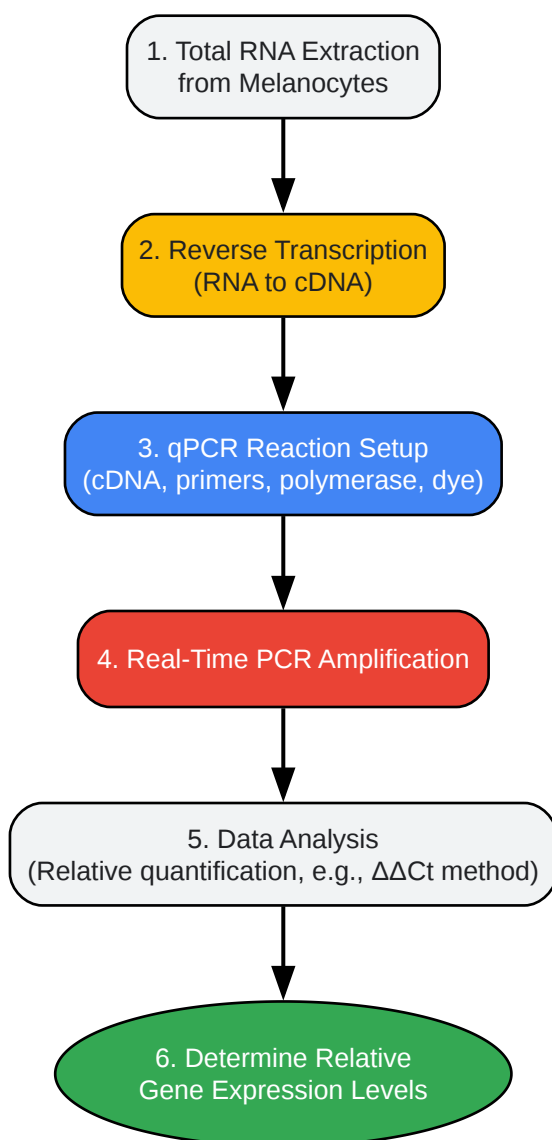 1. Total RNA Extraction
from Melanocytes
2. Reverse Transcription
(RNA to cDNA)
3. qPCR Reaction Setup
(cDNA, primers, polymerase, dye)
4. Real-Time PCR Amplification
5. Data Analysis
(Relative quantification, e.g., ΔΔCt method)
6. Determine Relative
Gene Expression Levels